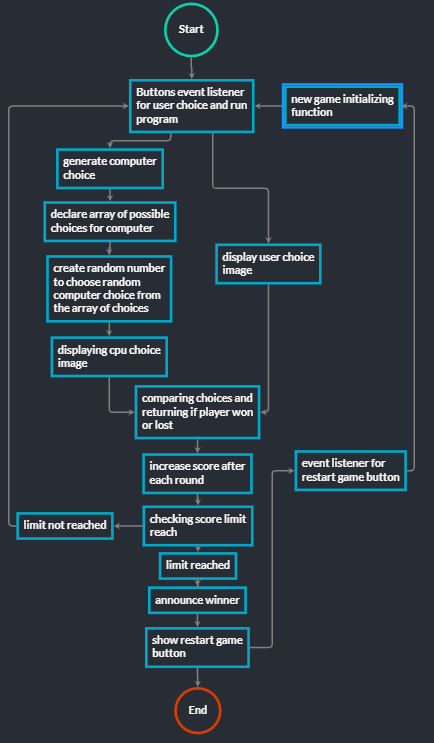 Start
Buttons event listener
for user choice and run
program
new game initializing
function
generate computer
choice
declare array of possible
choices for computer
display user choice
image
create random number
to choose random
computer choice from
the array of choices
displaying cpu choice
image
comparing choices and
returning if player won
or lost
increase score after
each round
event listener for
restart game button
checking score limit
reach
limit not reached
limit reached
announce winner
show restart game
button
End